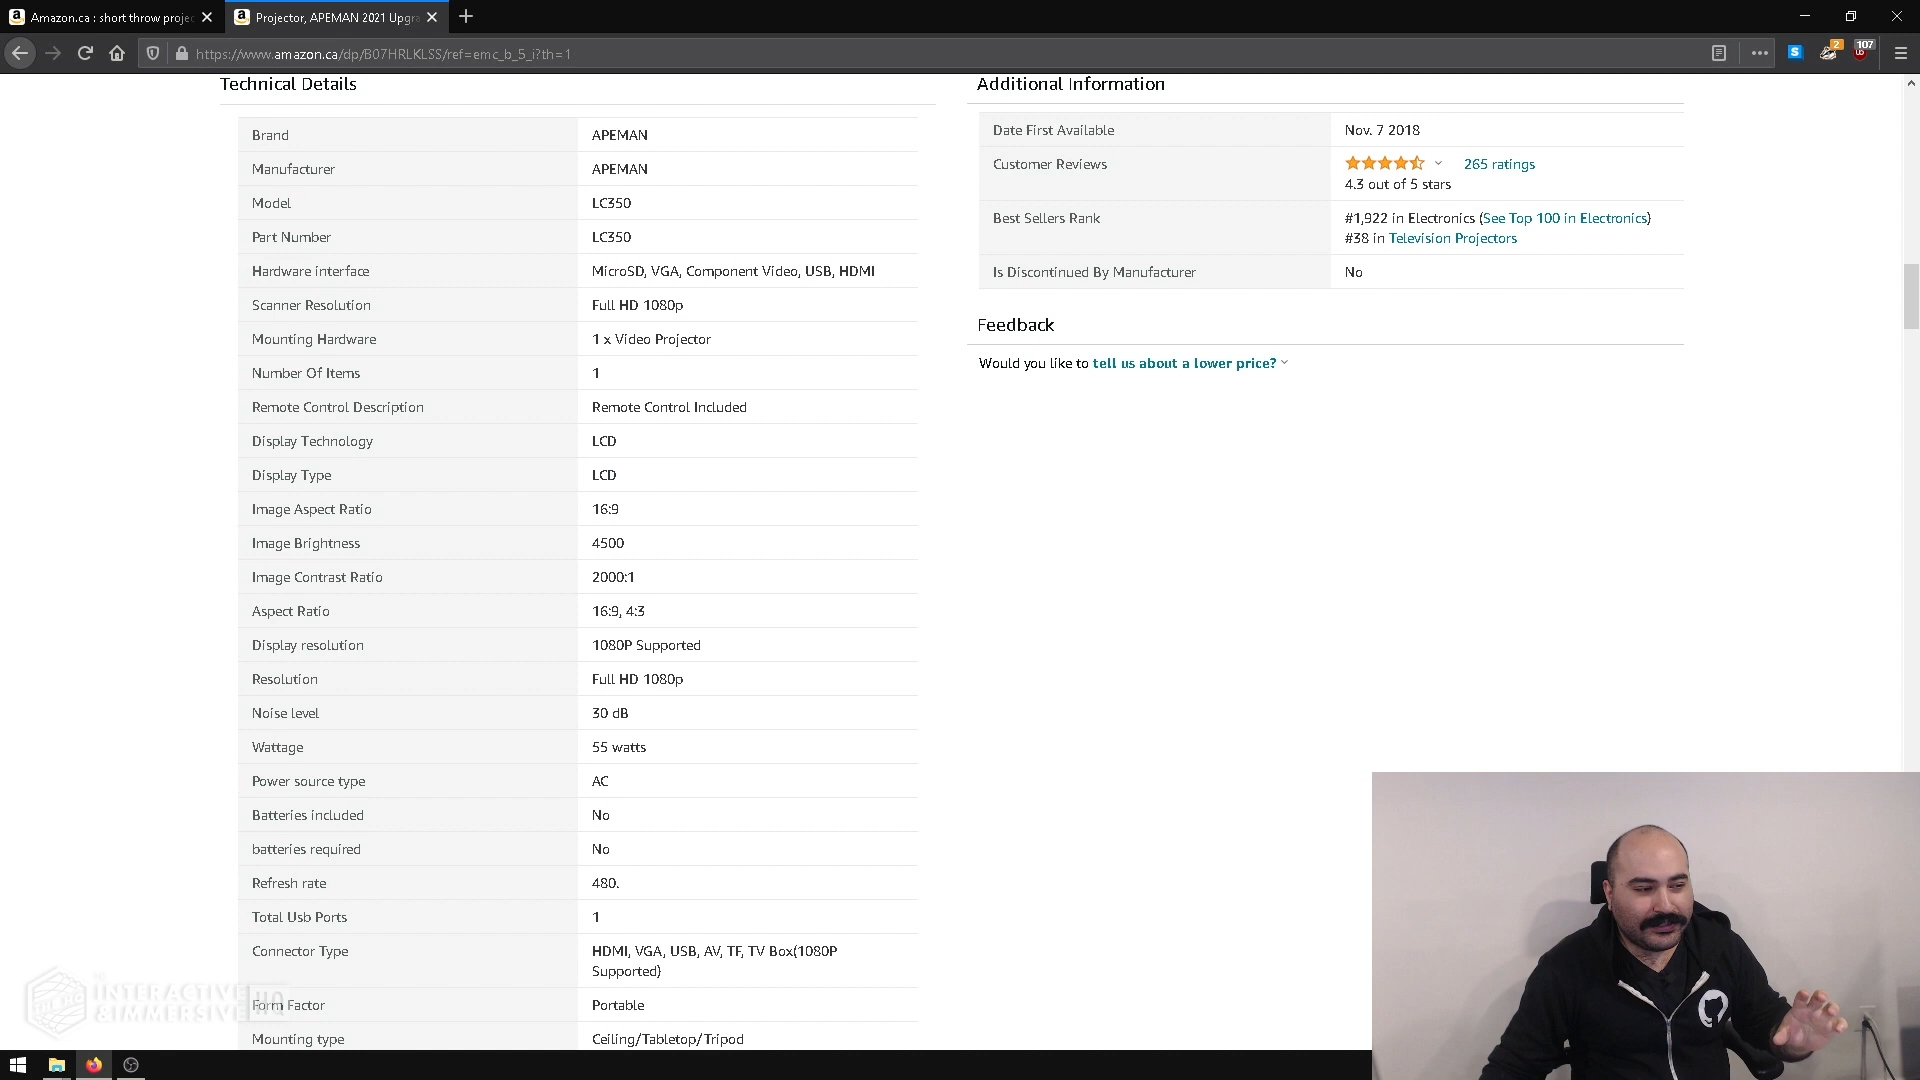 Amazon.ca : short throw projec
Projector, APEMAN 2021 Upgra
https://www.amazon.ca/dp/B07HRLKLSS/ref=emc_b_5_i?th=1
S
2
107
Technical Details
Brand APEMAN
Manufacturer APEMAN
Model LC350
Part Number LC350
Hardware interface MicroSD, VGA, Component Video, USB, HDMI
Scanner Resolution Full HD 1080p
Mounting Hardware 1 x Video Projector
Number Of Items 1
Remote Control Description Remote Control Included
Display Technology LCD
Display Type LCD
Image Aspect Ratio 16:9
Image Brightness 4500
Image Contrast Ratio 2000:1
Aspect Ratio 16:9, 4:3
Display resolution 1080P Supported
Resolution Full HD 1080p
Noise level 30 dB
Wattage 55 watts
Power source type AC
Batteries included No
batteries required No
Refresh rate 480.
Total Usb Ports 1
Connector Type HDMI, VGA, USB, AV, TF, TV Box(1080P
Supported)
Form Factor Portable
Mounting type Ceiling/Tabletop/Tripod
Additional Information
Date First Available Nov. 7 2018
Customer Reviews 265 ratings
4.3 out of 5 stars
Best Sellers Rank #1,922 in Electronics (See Top 100 in Electronics)
#38 in Television Projectors
Is Discontinued By Manufacturer No
Feedback
Would you like to tell us about a lower price?
INTERACTIVE
&IMMERSIVE
HQ